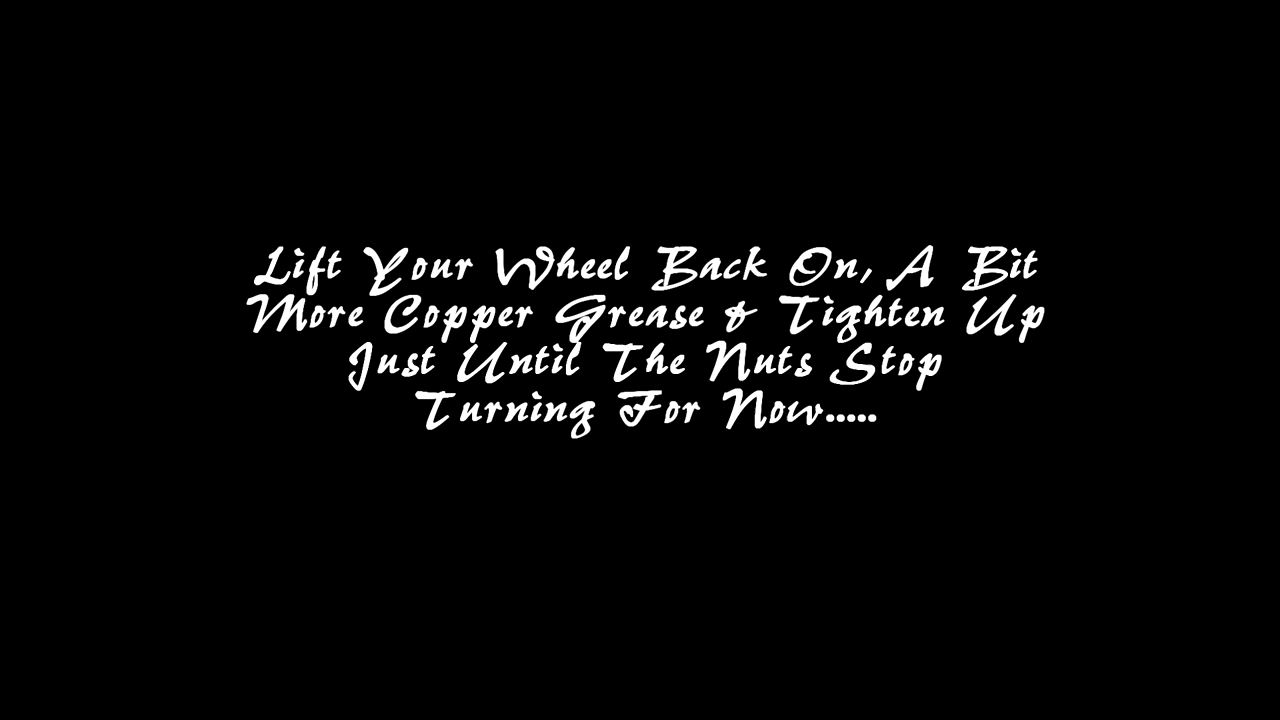 Lift Your Wheel Back On, A Bit
More Copper Grease & Tighten Up
Just Until The Nuts Stop
Turning For Now.....